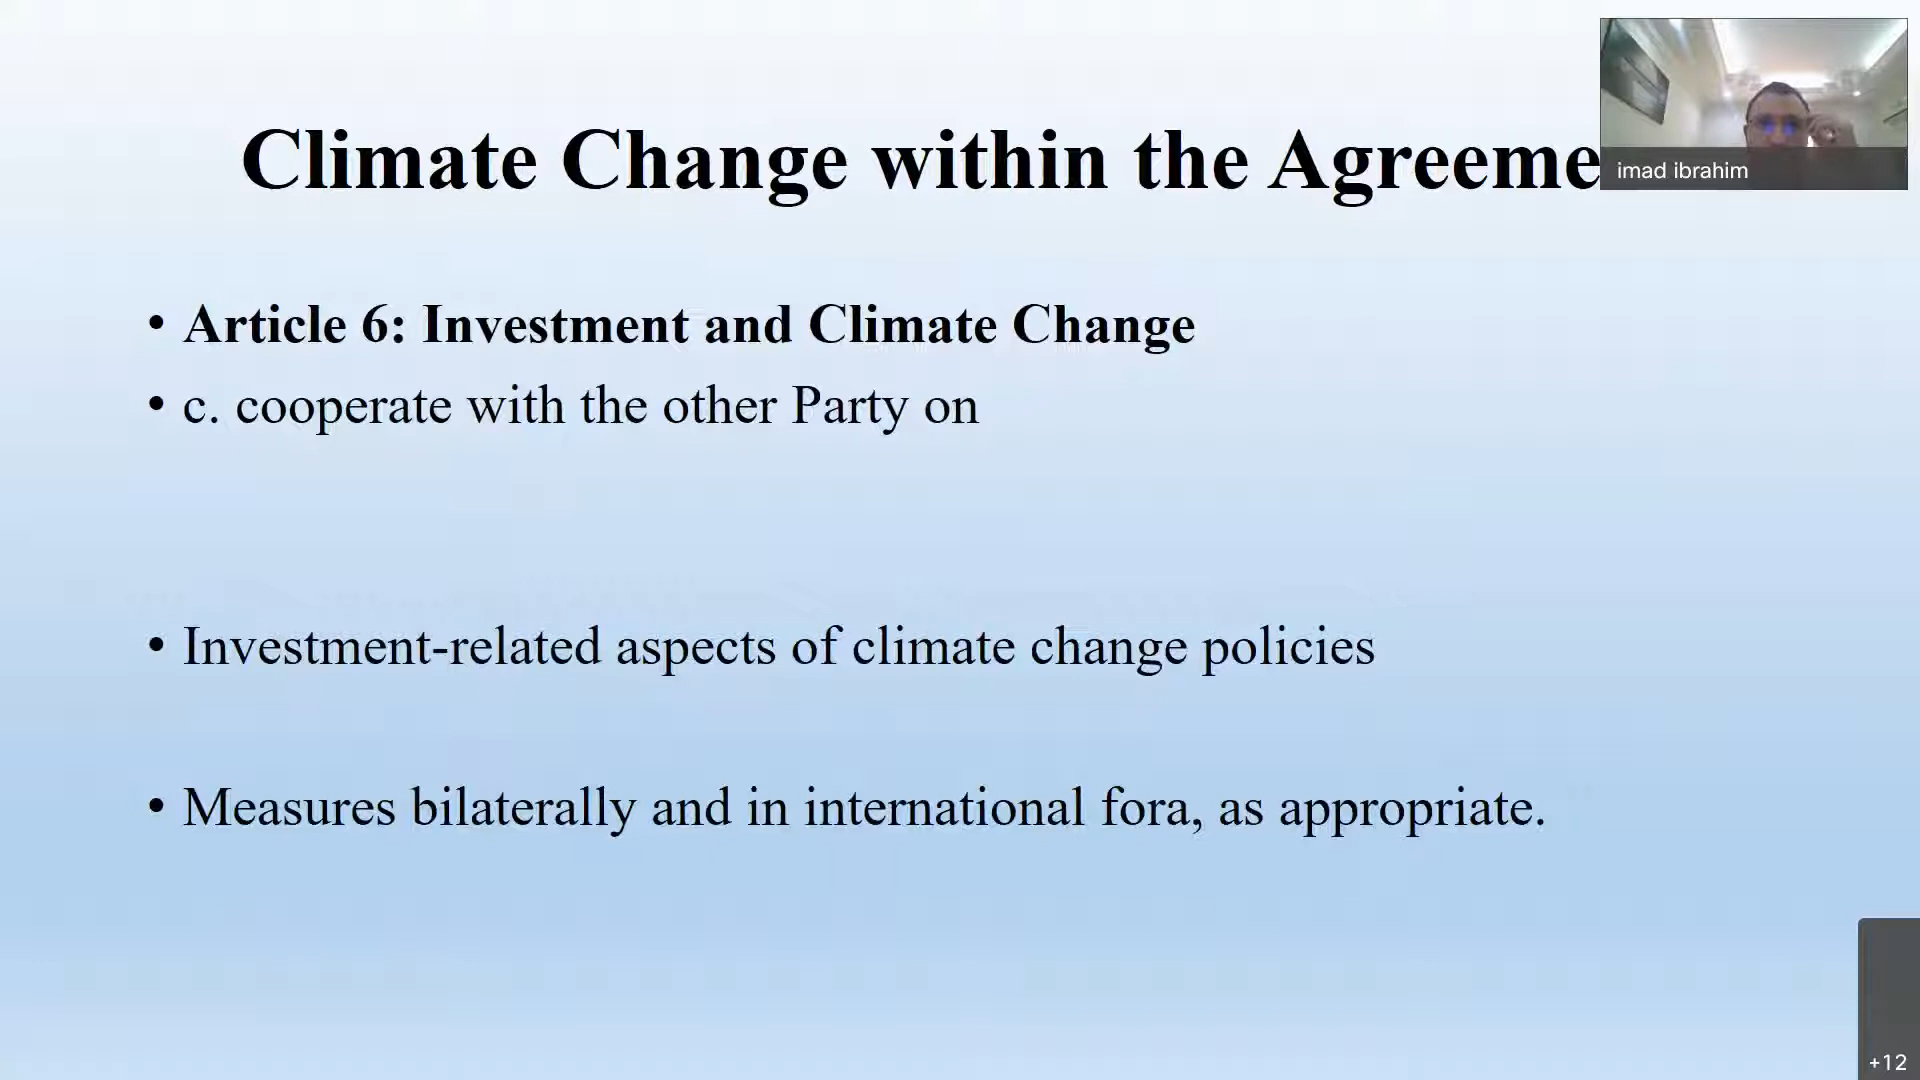 Climate Change within the Agreeme
imad ibrahim
• Article 6: Investment and Climate Change
• c. cooperate with the other Party on
• Investment-related aspects of climate change policies
• Measures bilaterally and in international fora, as appropriate.
+12